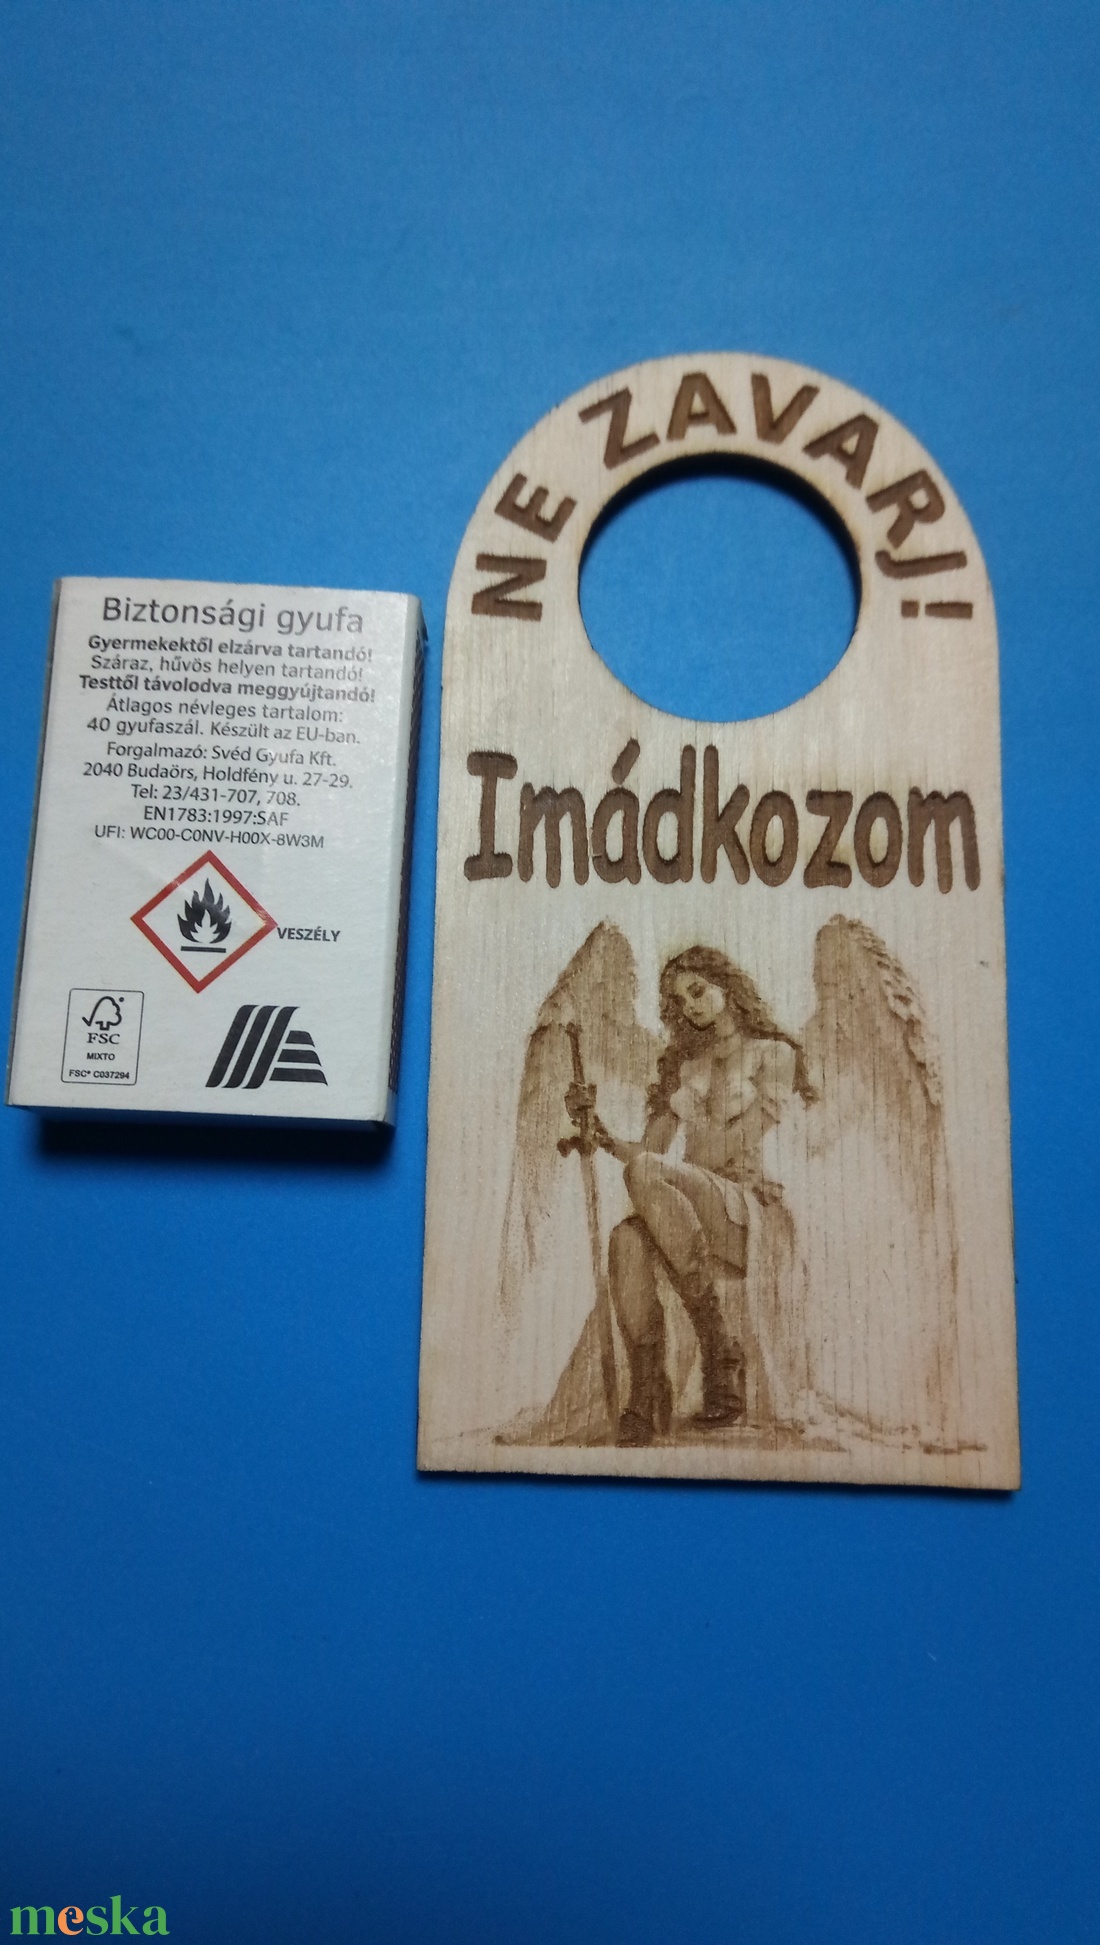 Biztonsági gyufa
Gyermekektől elzárva tartandó!
Száraz, hűvös helyen tartandó!
Testtől távolodva meggyújtandó!
Átlagos névleges tartalom:
40 gyufaszál. Készült az EU-ban.
Forgalmazó: Svéd Gyufa Kft.
2040 Budaörs, Holdfény u. 27-29.
Tel: 23/431-707, 708.
EN1783:1997:SAF
UFI: WC00-C0NV-H00X-8W3M
VESZÉLY
FSC
MIXTO
FSC® C037294
NE ZAVARJ!
Imádkozom
meska